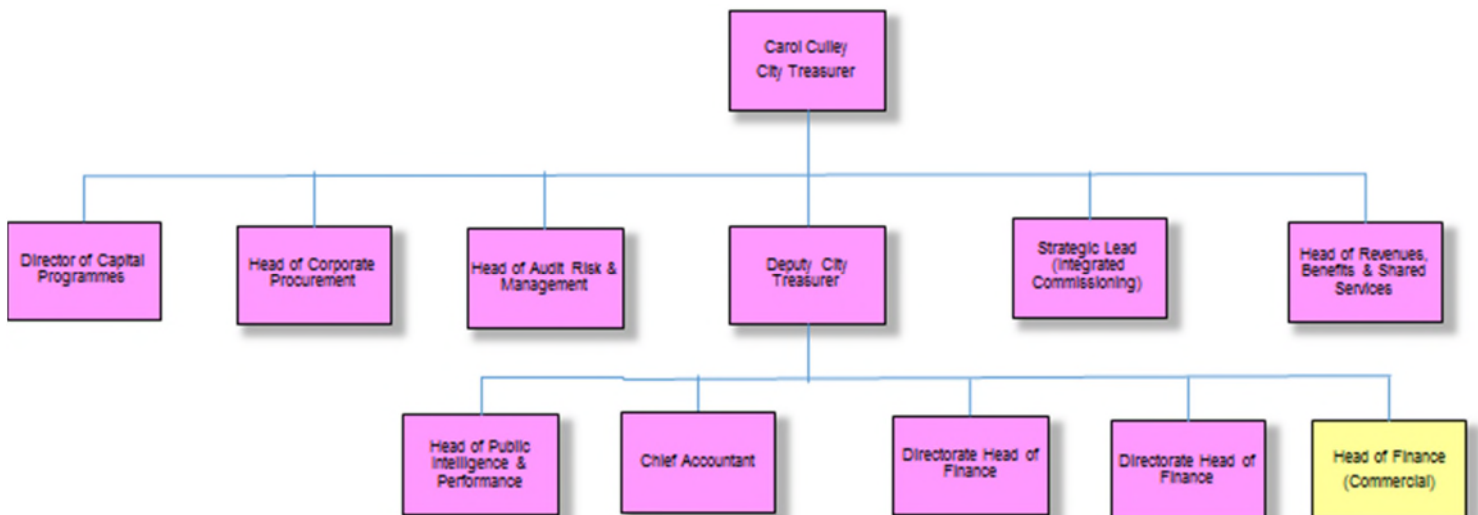 Carol Culley
City Treasurer
Director of Capital
Programmes
Head of Corporate
Procurement
Head of Audit Risk &
Management
Deputy City
Treasurer
Strategic Lead
(Integrated
Commissioning)
Head of Revenues,
Benefits & Shared
Services
Head of Public
Intelligence &
Performance
Chief Accountant
Directorate Head of
Finance
Directorate Head of
Finance
Head of Finance
(Commercial)